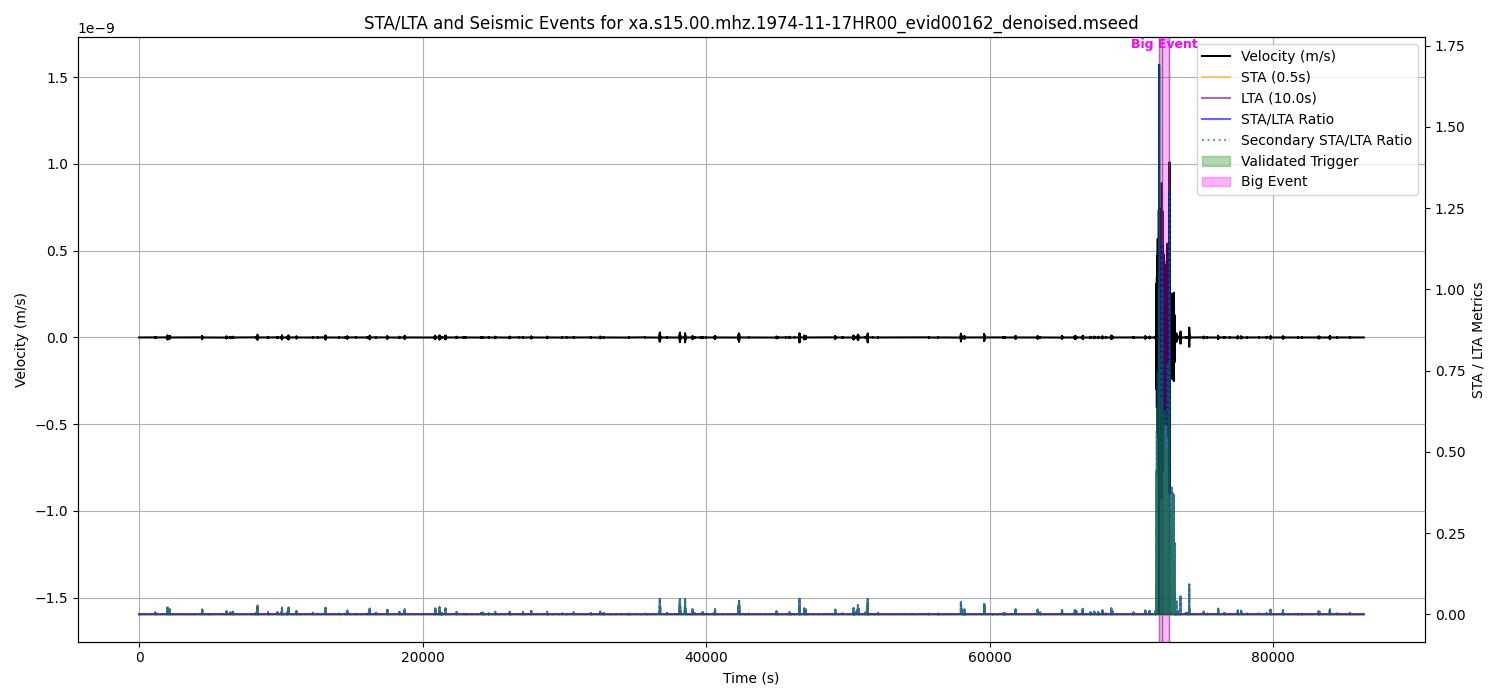 STA/LTA and Seismic Events for xa.s15.00.mhz.1974-11-17HR00_evid00162_denoised.mseed
1e−9
Big Event
Velocity (m/s)
STA (0.5s)
LTA (10.0s)
STA/LTA Ratio
Secondary STA/LTA Ratio
Validated Trigger
Big Event
1.5
1.0
0.5
0.0
−0.5
−1.0
−1.5
Velocity (m/s)
1.75
1.50
1.25
1.00
0.75
0.50
0.25
0.00
STA / LTA Metrics
0
20000
40000
60000
80000
Time (s)